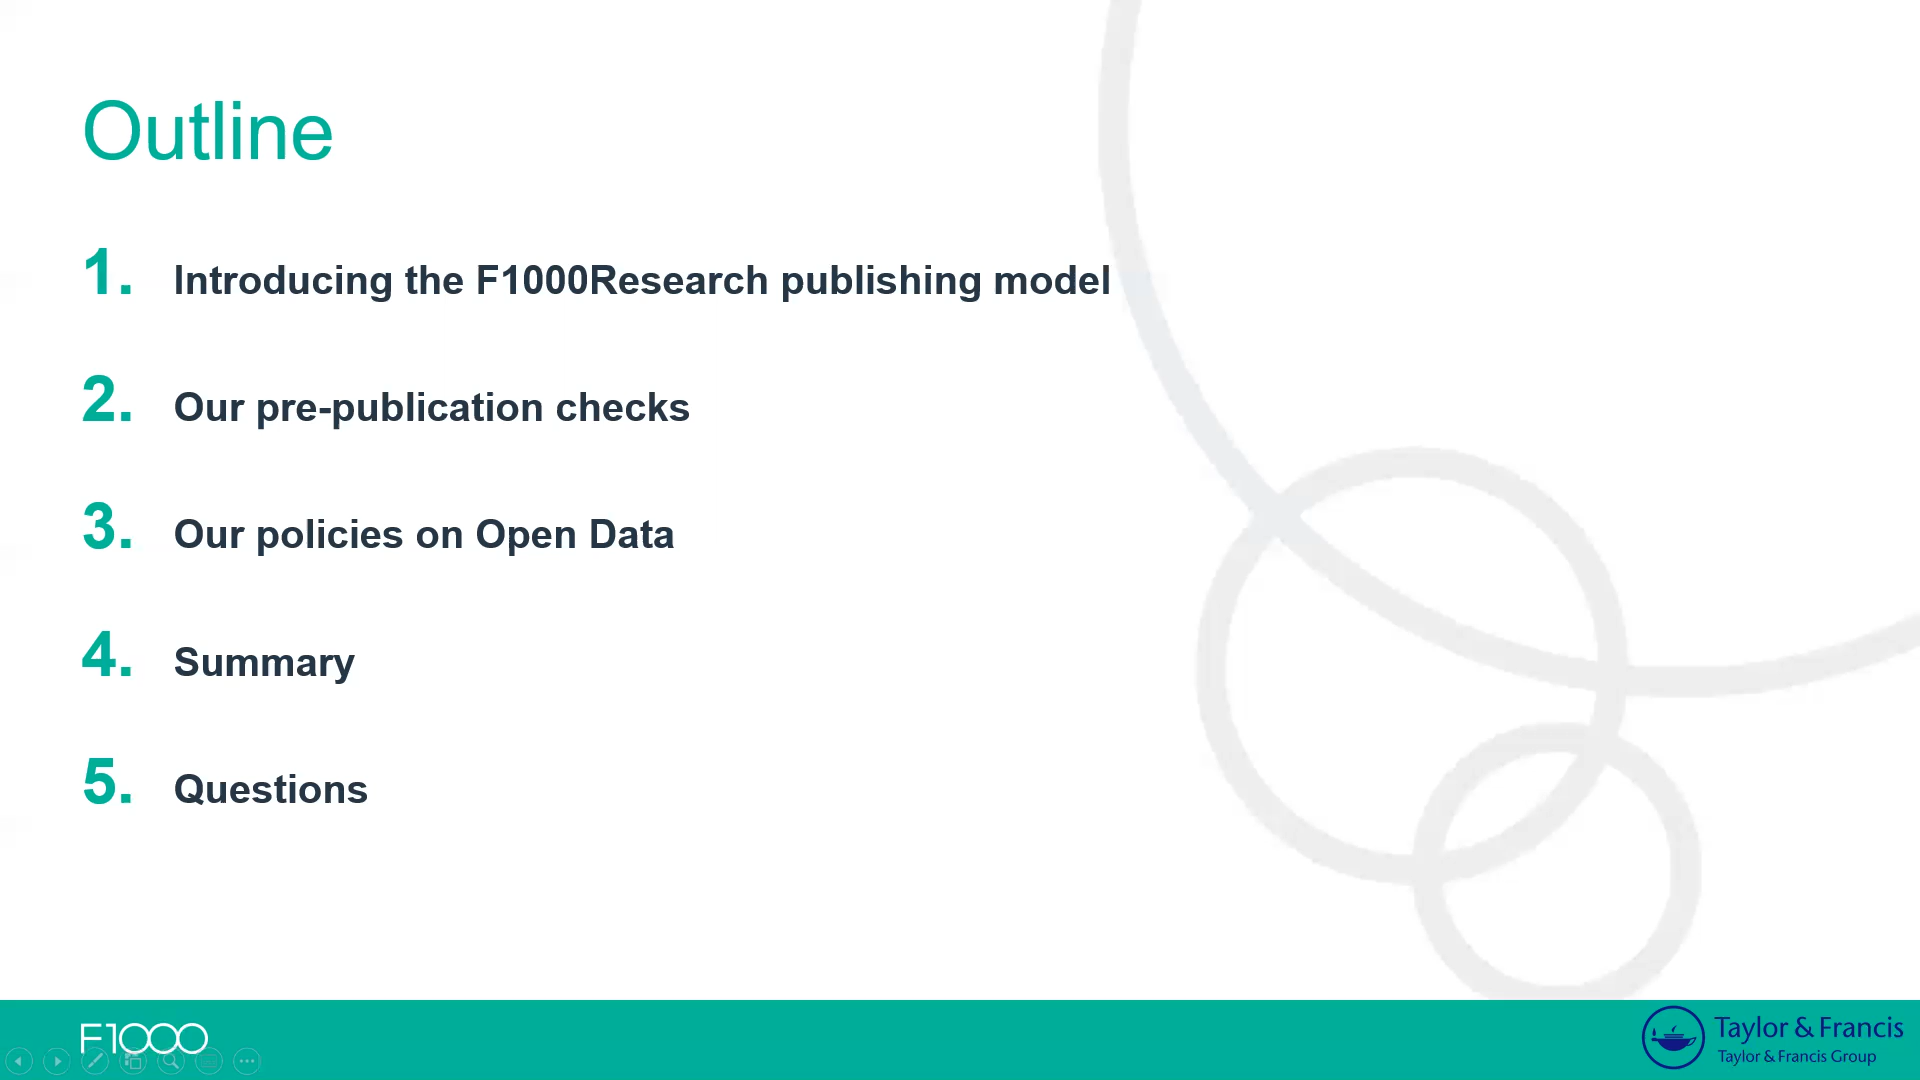 Outline
1. Introducing the F1000Research publishing model
2. Our pre-publication checks
3. Our policies on Open Data
4. Summary
5. Questions
F1000
Taylor & Francis
Taylor & Francis Group